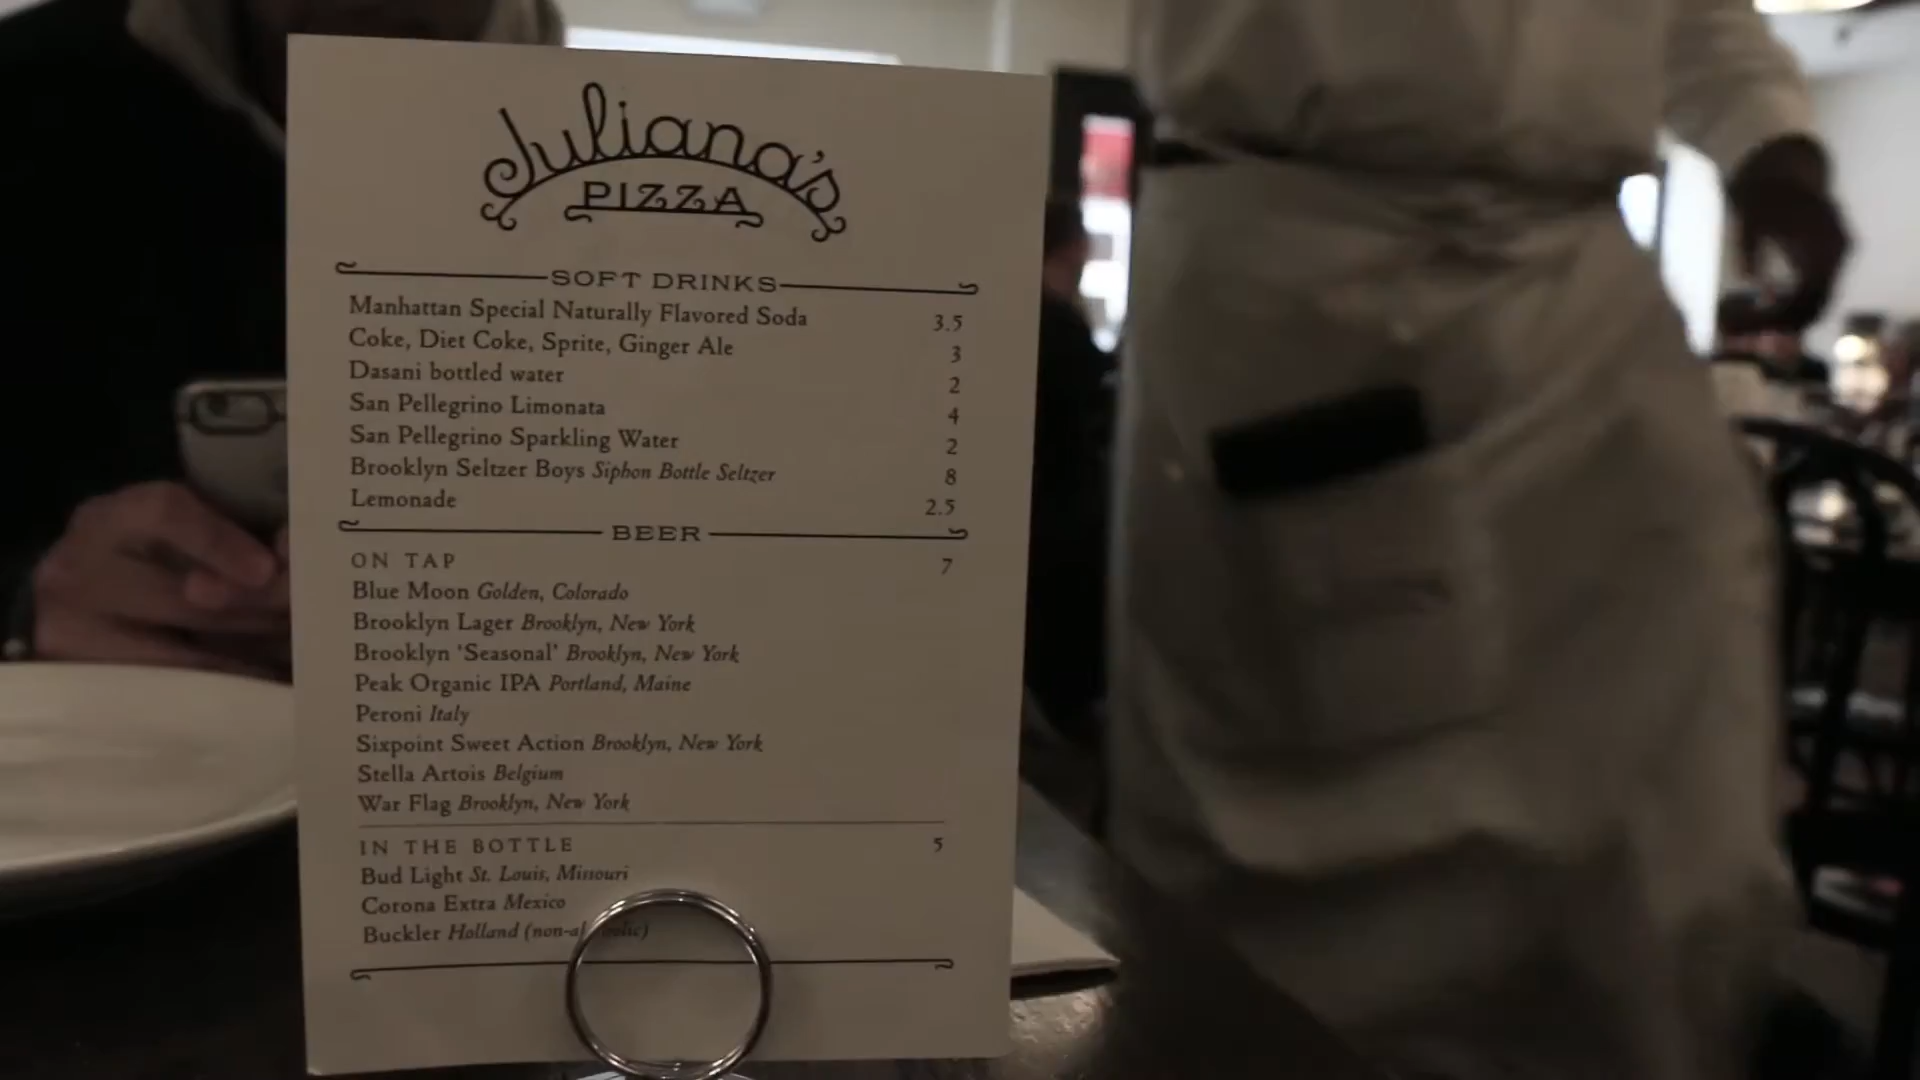 Juliana's
PIZZA
SOFT DRINKS
Manhattan Special Naturally Flavored Soda 3.5
Coke, Diet Coke, Sprite, Ginger Ale 3
Dasani bottled water 2
San Pellegrino Limonata 4
San Pellegrino Sparkling Water 2
Brooklyn Seltzer Boys Siphon Bottle Seltzer 8
Lemonade 2.5
BEER
ON TAP 7
Blue Moon Golden, Colorado
Brooklyn Lager Brooklyn, New York
Brooklyn 'Seasonal' Brooklyn, New York
Peak Organic IPA Portland, Maine
Peroni Italy
Sixpoint Sweet Action Brooklyn, New York
Stella Artois Belgium
War Flag Brooklyn, New York
IN THE BOTTLE 5
Bud Light St. Louis, Missouri
Corona Extra Mexico
Buckler Holland